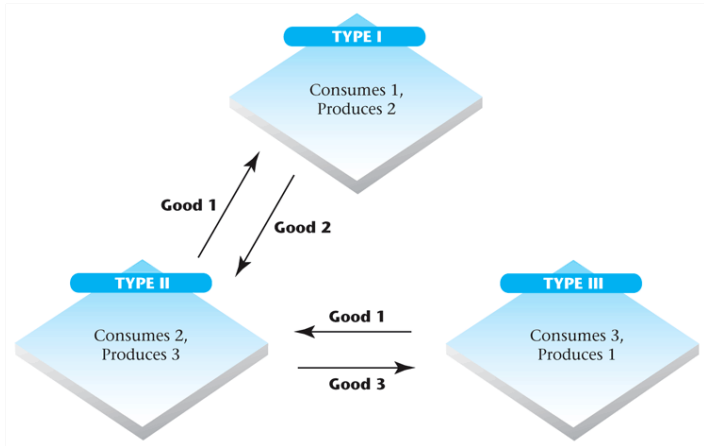 TYPE I
Consumes 1,
Produces 2
Good 1
Good 2
TYPE II
Consumes 2,
Produces 3
Good 1
Good 3
TYPE III
Consumes 3,
Produces 1